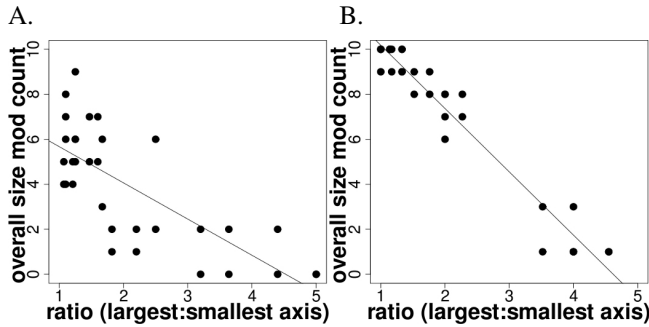 A.
overall size mod count
0 2 4 6 8 10
1 2 3 4 5
ratio (largest:smallest axis)
B.
overall size mod count
0 2 4 6 8 10
1 2 3 4 5
ratio (largest:smallest axis)